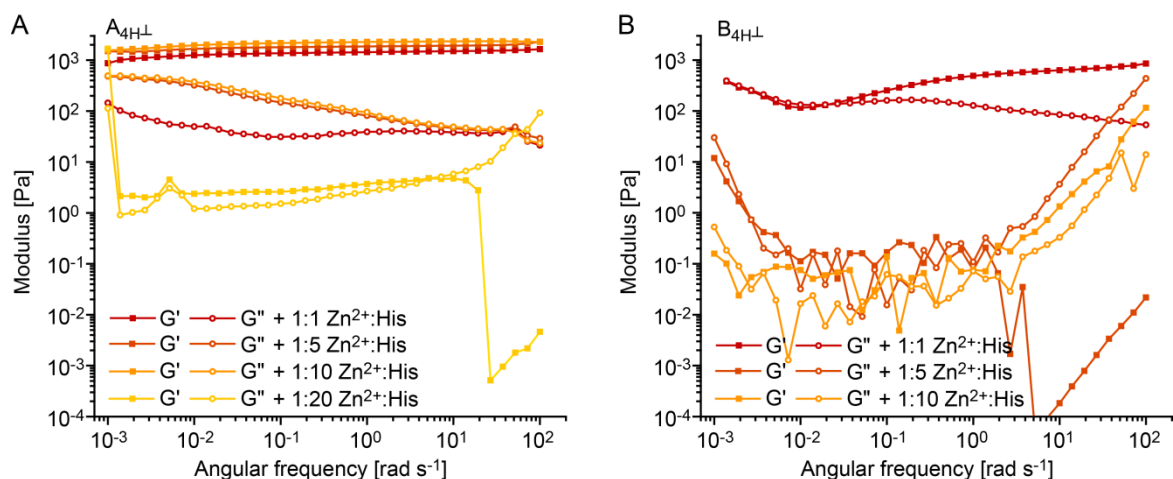 A
A₄H⊥
Modulus [Pa]
10³
10²
10¹
10⁰
10⁻¹
10⁻²
10⁻³
10⁻⁴
G' G" + 1:1 Zn²⁺:His
G' G" + 1:5 Zn²⁺:His
G' G" + 1:10 Zn²⁺:His
G' G" + 1:20 Zn²⁺:His
10⁻³ 10⁻² 10⁻¹ 10⁰ 10¹ 10²
Angular frequency [rad s⁻¹]
B
B₄H⊥
Modulus [Pa]
10³
10²
10¹
10⁰
10⁻¹
10⁻²
10⁻³
10⁻⁴
G' G" + 1:1 Zn²⁺:His
G' G" + 1:5 Zn²⁺:His
G' G" + 1:10 Zn²⁺:His
10⁻³ 10⁻² 10⁻¹ 10⁰ 10¹ 10²
Angular frequency [rad s⁻¹]